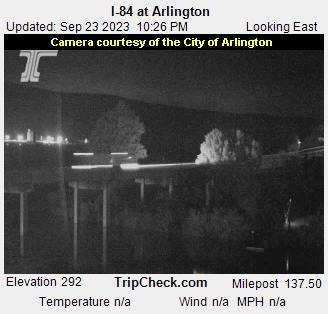 I-84 at Arlington
Updated: Sep 23 2023 10:26 PM Looking East
Camera courtesy of the City of Arlington
Elevation 292 TripCheck.com Milepost 137.50
Temperature n/a Wind n/a MPH n/a